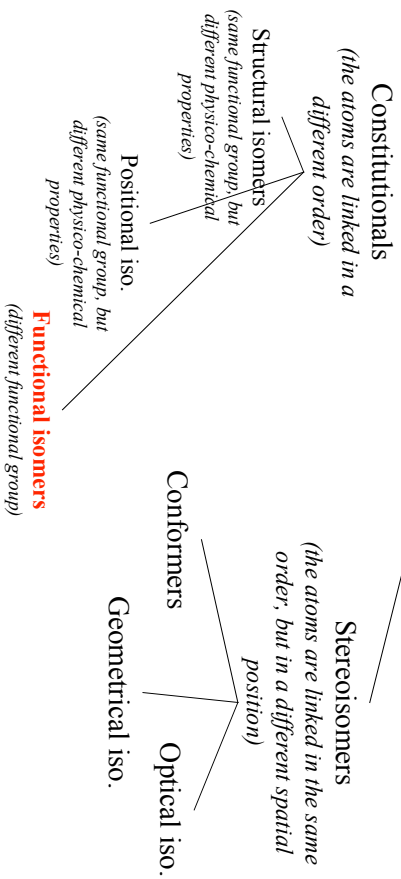 Constitutionals
(the atoms are linked in a
different order)
Structural isomers
(same functional group, but
different physico-chemical
properties)
Positional iso.
(same functional group, but
different physico-chemical
properties)
Functional isomers
(different functional group)
Stereoisomers
(the atoms are linked in the same
order, but in a different spatial
position)
Conformers
Geometrical iso.
Optical iso.